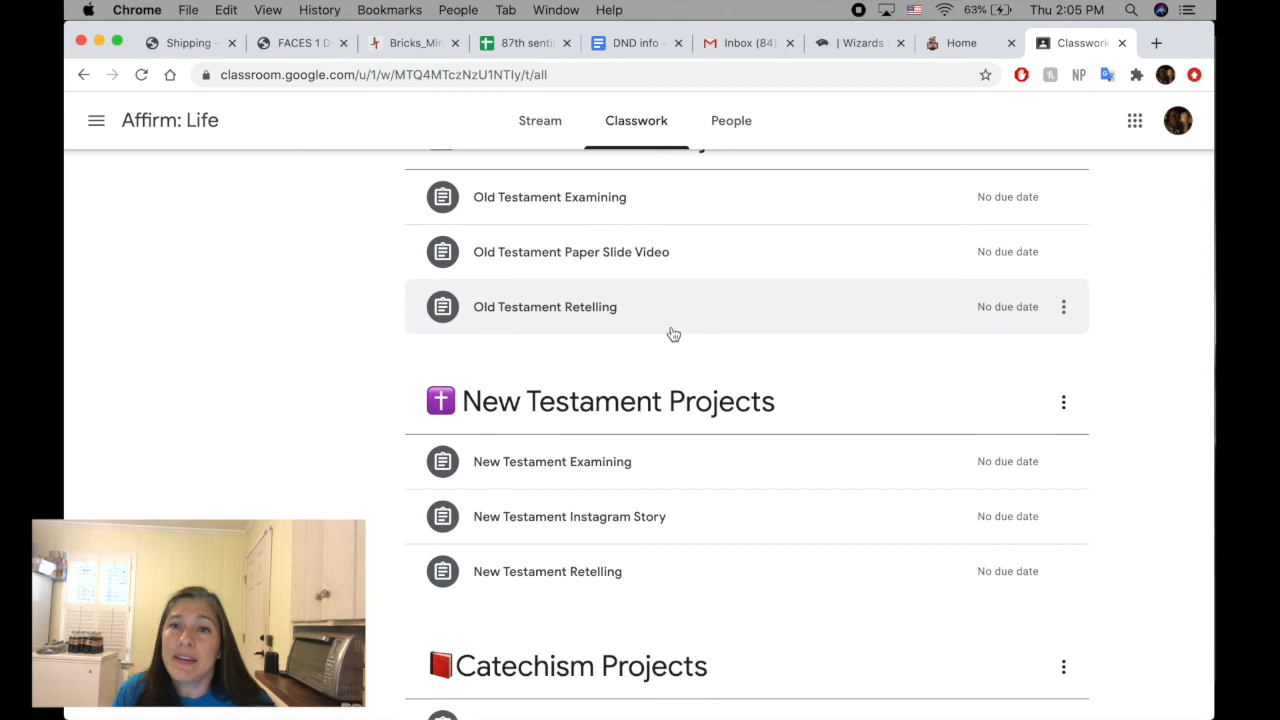 Chrome File Edit View History Bookmarks People Tab Window Help 63% Thu 2:05 PM
Shipping - FACES 1 D Bricks_Min 87th senti DND info - Inbox (84) | Wizards Home Classwork
classroom.google.com/u/1/w/MTQ4MTczNzU1NTIy/t/all NP
Affirm: Life Stream Classwork People
Old Testament Examining No due date
Old Testament Paper Slide Video No due date
Old Testament Retelling No due date
New Testament Projects
New Testament Examining No due date
New Testament Instagram Story No due date
New Testament Retelling No due date
Catechism Projects